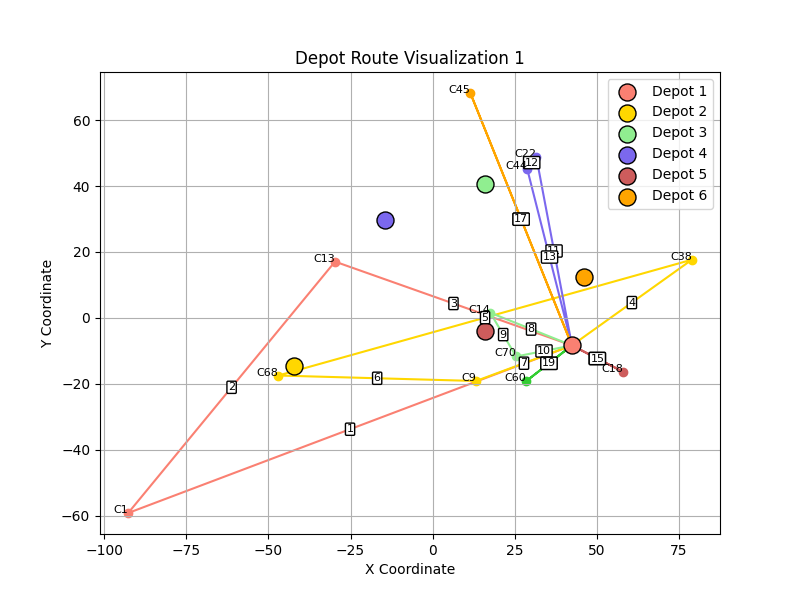 Depot Route Visualization 1
Depot 1
Depot 2
Depot 3
Depot 4
Depot 5
Depot 6
Y Coordinate
60
40
20
0
−20
−40
−60
C45
C22
12
C44
17
11
13
C13
C38
3
4
C14
5
8
9
C70
10
7
19
15
C18
C68
6
C9
C60
2
1
C1
−100
−75
−50
−25
0
25
50
75
X Coordinate